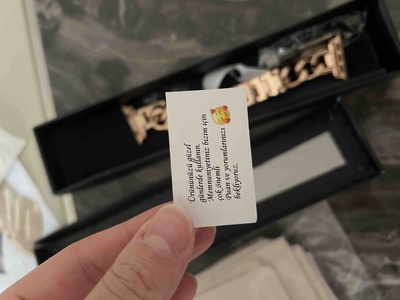 Ürününüzü güzel
günlerde kullanın.
Memnuniyetiniz bizim için
çok önemli
Puan ve yorumlarınızı
bekliyoruz.